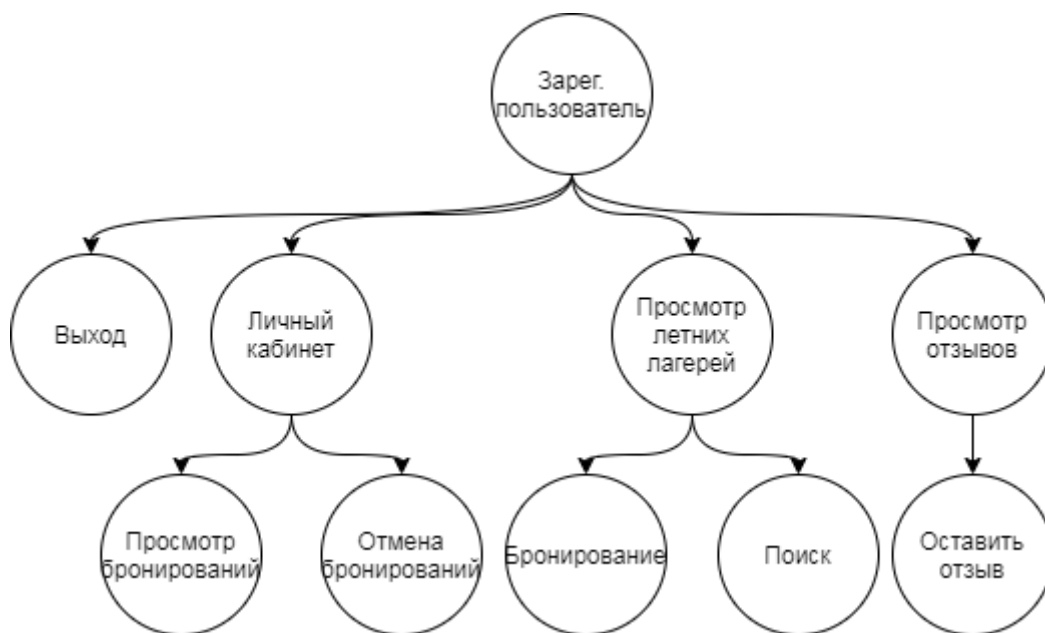 Зарег.
пользователь
Выход
Личный
кабинет
Просмотр
летних
лагерей
Просмотр
отзывов
Просмотр
бронирований
Отмена
бронирований
Бронирование
Поиск
Оставить
отзыв